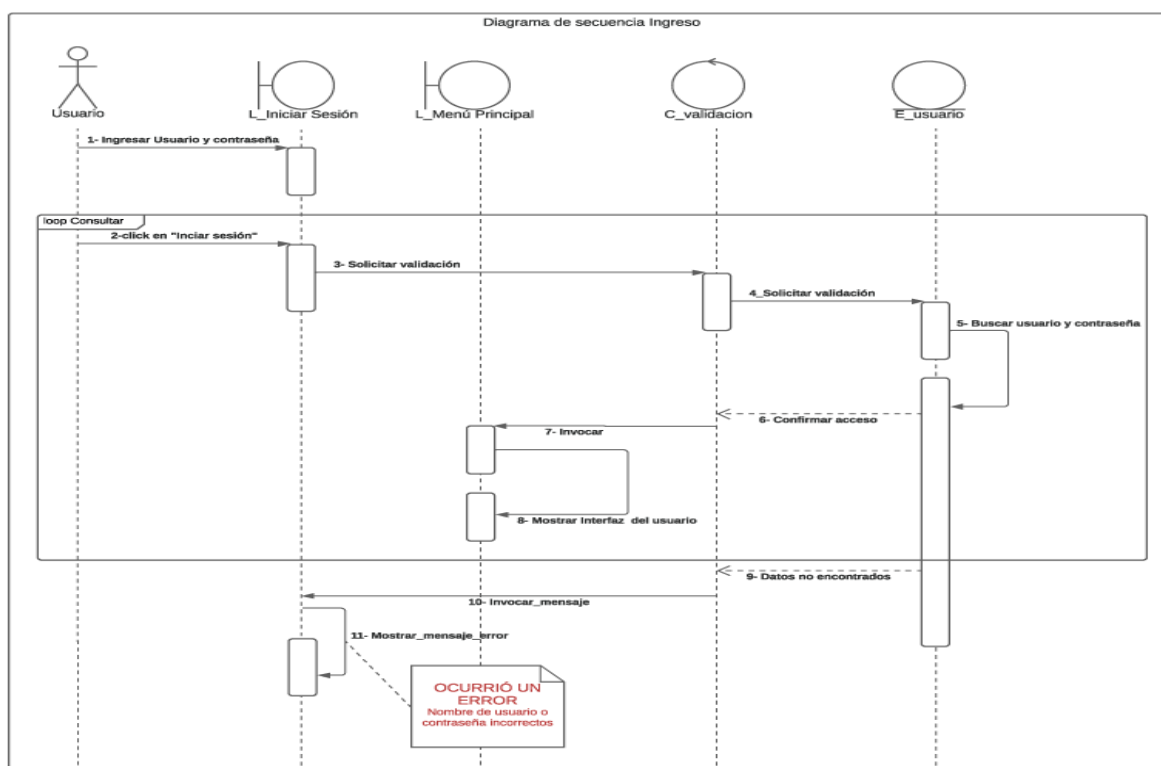 Diagrama de secuencia Ingreso
Usuario
L_Iniciar Sesión
L_Menú Principal
C_validacion
E_usuario
1- Ingresar Usuario y contraseña
loop Consultar
2-click en "Inciar sesión"
3- Solicitar validación
4_Solicitar validación
5- Buscar usuario y contraseña
6- Confirmar acceso
7- Invocar
8- Mostrar Interfaz del usuario
9- Datos no encontrados
10- Invocar_mensaje
11- Mostrar_mensaje_error
OCURRIÓ UN
ERROR
Nombre de usuario o
contraseña incorrectos